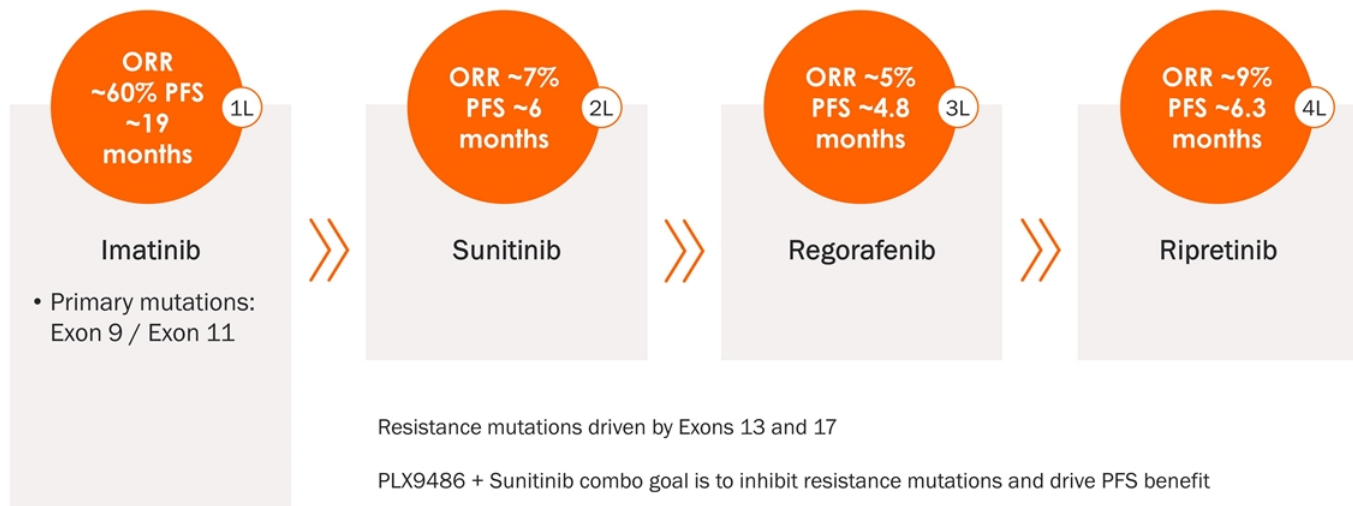 ORR
~60% PFS
~19
months
1L
Imatinib
• Primary mutations:
Exon 9 / Exon 11
ORR ~7%
PFS ~6
months
2L
Sunitinib
ORR ~5%
PFS ~4.8
months
3L
Regorafenib
ORR ~9%
PFS ~6.3
months
4L
Ripretinib
Resistance mutations driven by Exons 13 and 17
PLX9486 + Sunitinib combo goal is to inhibit resistance mutations and drive PFS benefit